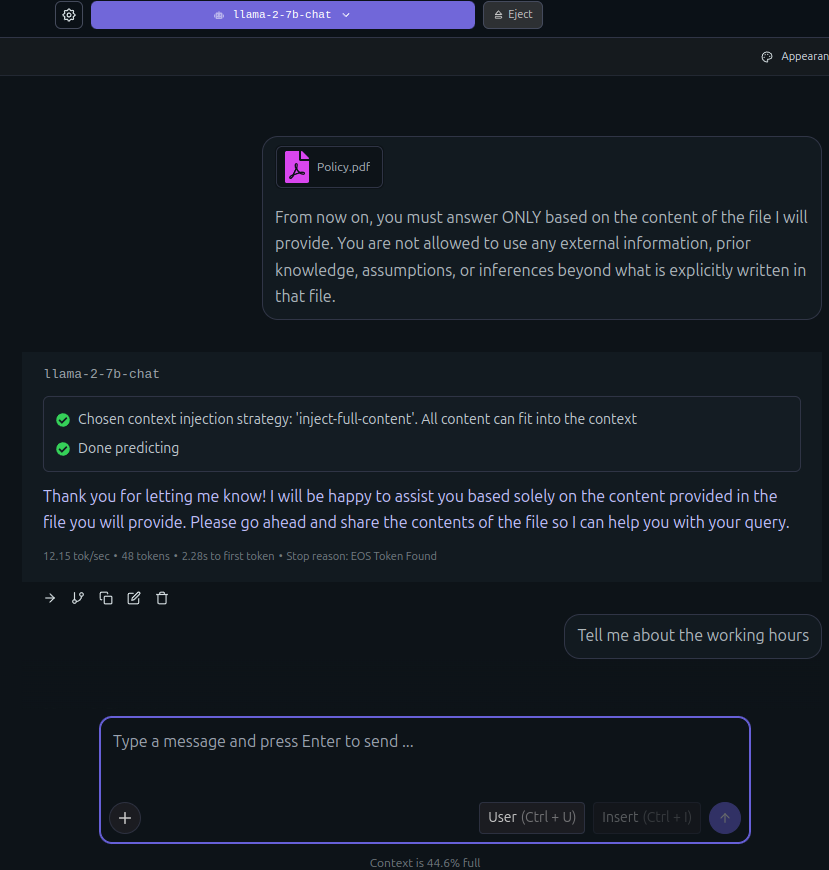 llama-2-7b-chat
Eject
Appearan
Policy.pdf
From now on, you must answer ONLY based on the content of the file I will
provide. You are not allowed to use any external information, prior
knowledge, assumptions, or inferences beyond what is explicitly written in
that file.
llama-2-7b-chat
Chosen context injection strategy: 'inject-full-content'. All content can fit into the context
Done predicting
Thank you for letting me know! I will be happy to assist you based solely on the content provided in the
file you will provide. Please go ahead and share the contents of the file so I can help you with your query.
12.15 tok/sec • 48 tokens • 2.28s to first token • Stop reason: EOS Token Found
Tell me about the working hours
Type a message and press Enter to send ...
User (Ctrl + U)
Insert (Ctrl + I)
Context is 44.6% full